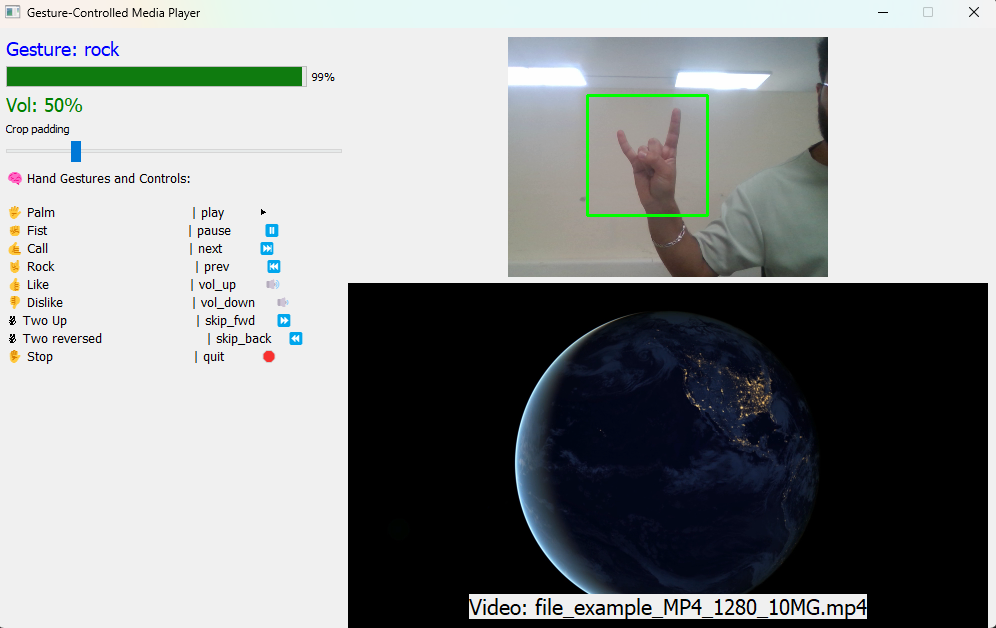 Gesture-Controlled Media Player
Gesture: rock
99%
Vol: 50%
Crop padding
🧠 Hand Gestures and Controls:
🖐 Palm | play ▶
✊ Fist | pause ⏸
🤙 Call | next ⏭
🤘 Rock | prev ⏮
👍 Like | vol_up 🔊
👎 Dislike | vol_down 🔉
✌ Two Up | skip_fwd ⏩
✌ Two reversed | skip_back ⏪
✋ Stop | quit 🛑
Video: file_example_MP4_1280_10MG.mp4